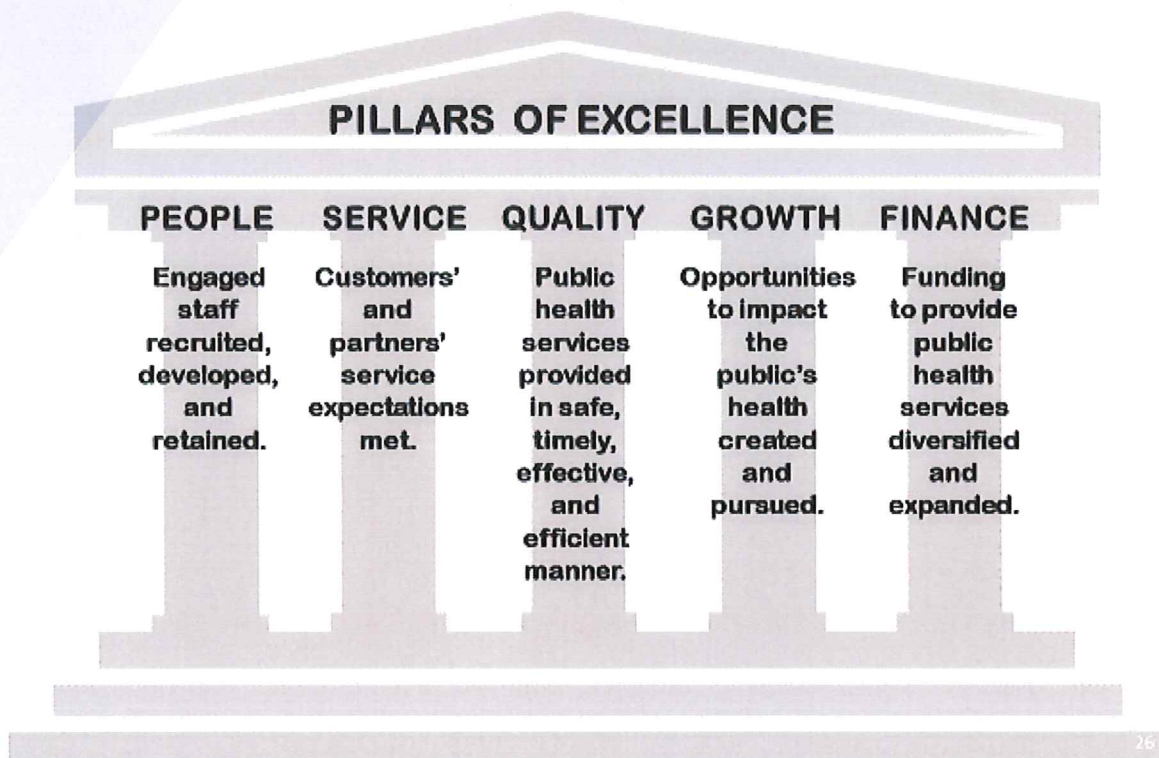 PILLARS OF EXCELLENCE
PEOPLE
Engaged
staff
recruited,
developed,
and
retained.
SERVICE
Customers'
and
partners'
service
expectations
met.
QUALITY
Public
health
services
provided
in safe,
timely,
effective,
and
efficient
manner.
GROWTH
Opportunities
to impact
the
public's
health
created
and
pursued.
FINANCE
Funding
to provide
public
health
services
diversified
and
expanded.
26